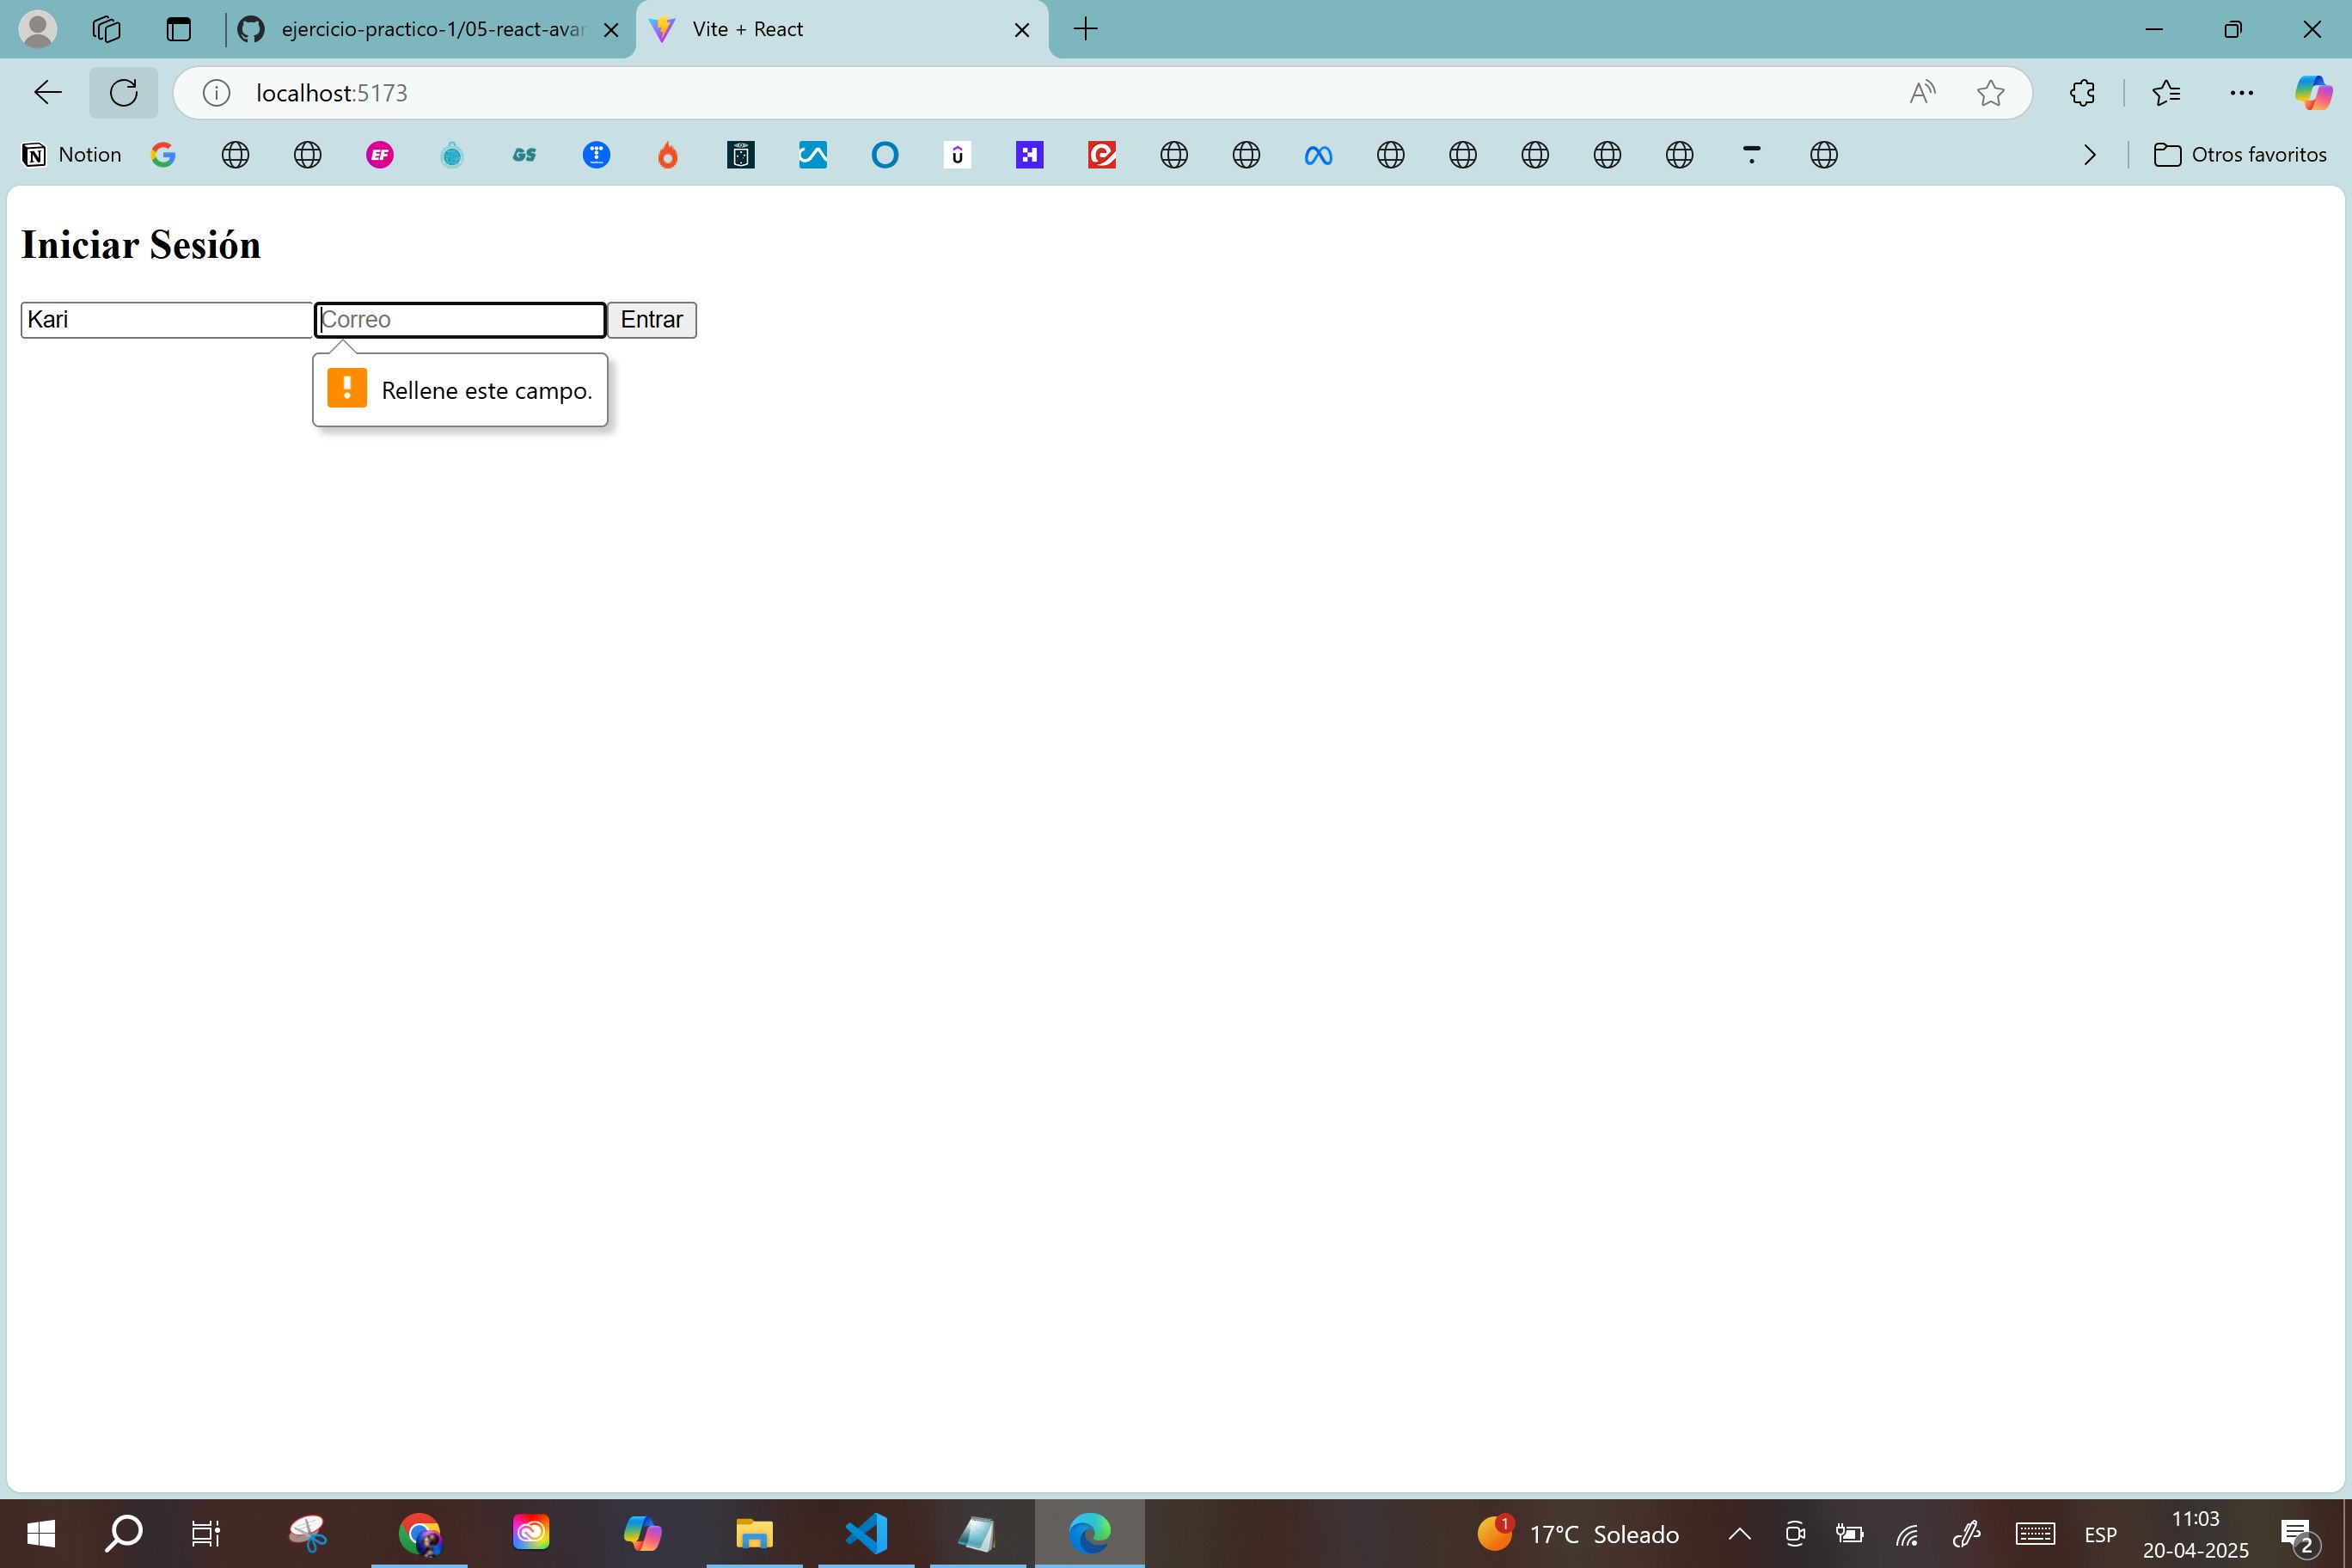 ejercicio-practico-1/05-react-avan
Vite + React
localhost:5173
Notion
EF
GS
Otros favoritos
Iniciar Sesión
Kari
Correo
Entrar
Rellene este campo.
1
17°C Soleado
ESP
11:03
20-04-2025
2